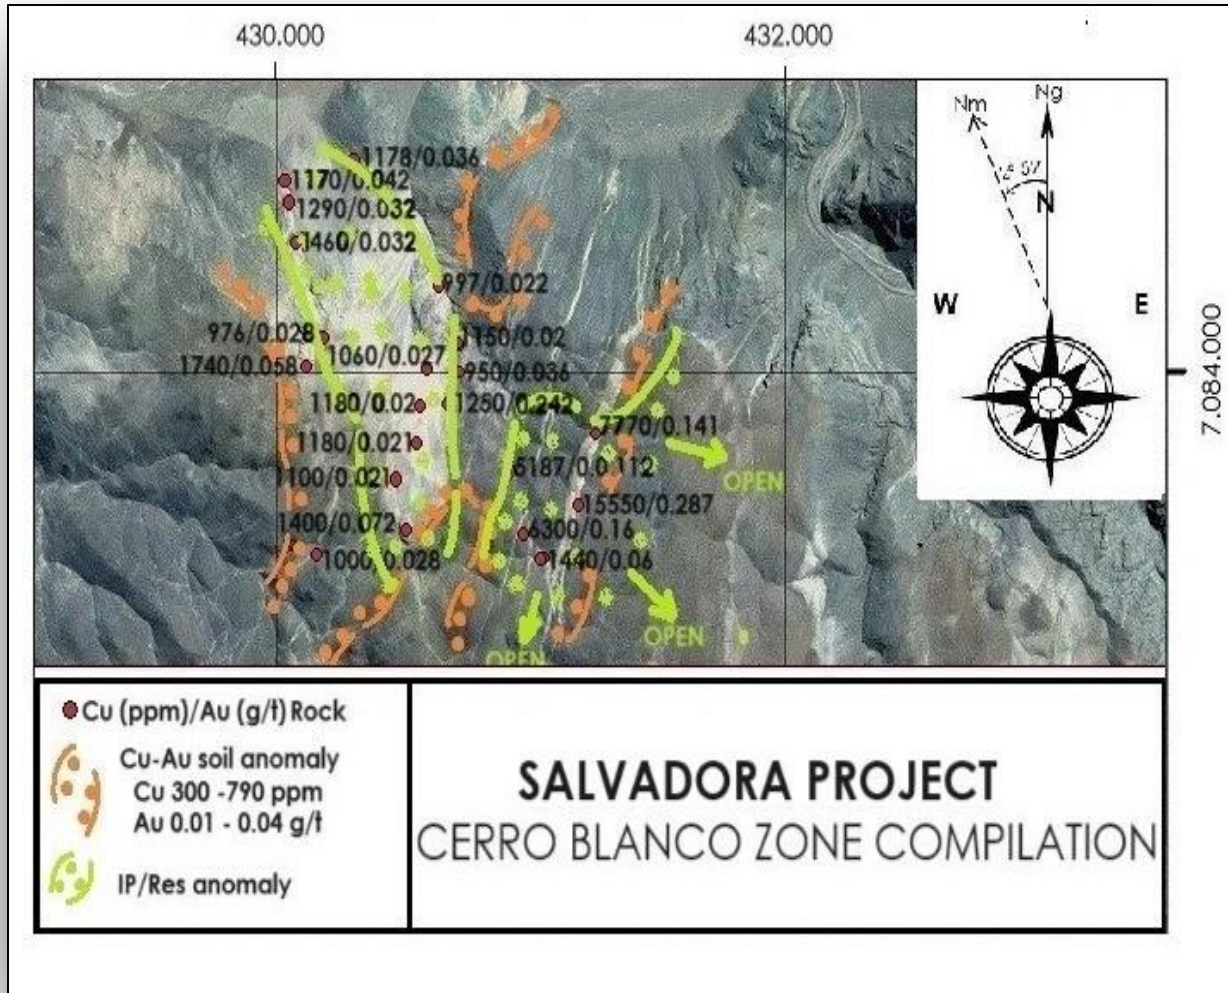 430.000
432.000
Nm
Ng
N
W
E
7.084.000
1178/0.036
1170/0.042
1290/0.032
1460/0.032
997/0.022
976/0.028
1150/0.02
1060/0.027
1740/0.058
950/0.036
1180/0.02
1250/0.242
7770/0.141
1180/0.021
6187/0.0.112
1100/0.021
OPEN
15550/0.287
1400/0.072
6300/0.16
1000/0.028
1440/0.06
OPEN
OPEN
Cu (ppm)/Au (g/t) Rock
Cu-Au soil anomaly
Cu 300 -790 ppm
Au 0.01 - 0.04 g/t
IP/Res anomaly
SALVADORA PROJECT
CERRO BLANCO ZONE COMPILATION